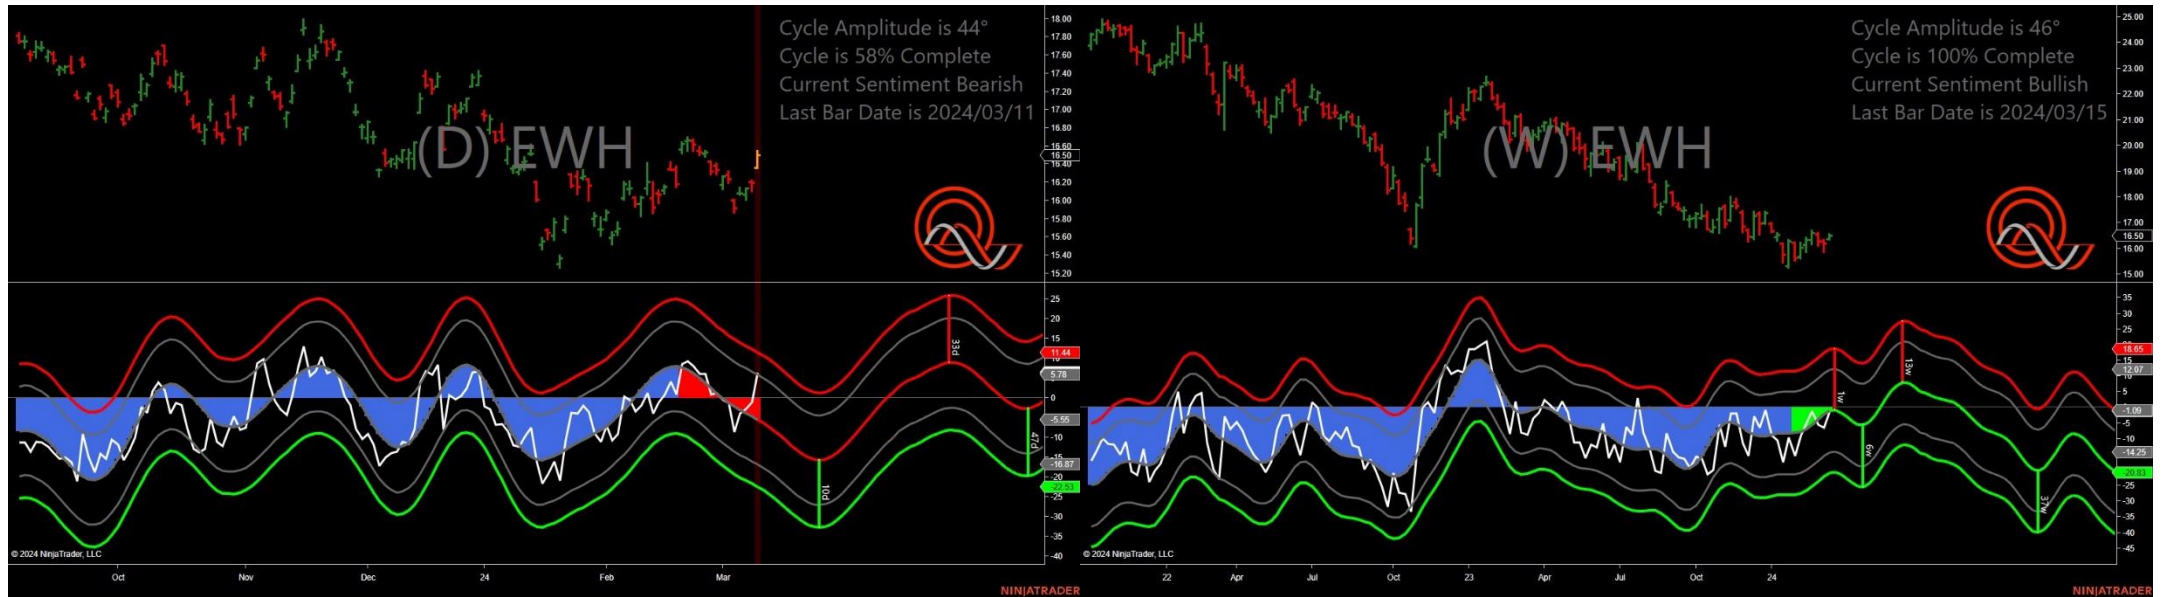 Cycle Amplitude is 44°
Cycle is 58% Complete
Current Sentiment Bearish
Last Bar Date is 2024/03/11
(D) EWH
18.00
17.80
17.60
17.40
17.20
17.00
16.80
16.60
16.50
16.40
16.20
16.00
15.80
15.60
15.40
15.20
25
20
15
11.44
10
5.78
0
-5.55
-10
-15
-16.87
-20
-22.53
-25
-30
-35
-40
33d
10d
47d
© 2024 NinjaTrader, LLC
Oct Nov Dec 24 Feb Mar
NINJATRADER
Cycle Amplitude is 46°
Cycle is 100% Complete
Current Sentiment Bullish
Last Bar Date is 2024/03/15
(W) EWH
25.00
24.00
23.00
22.00
21.00
20.00
19.00
18.00
17.00
16.50
16.00
15.00
35
30
25
18.65
15
12.07
10
5
-1.09
-5
-10
-14.25
-20.83
-25
-30
-35
-40
-45
1w
13w
6w
37w
© 2024 NinjaTrader, LLC
22 Apr Jul Oct 23 Apr Jul Oct 24
NINJATRADER